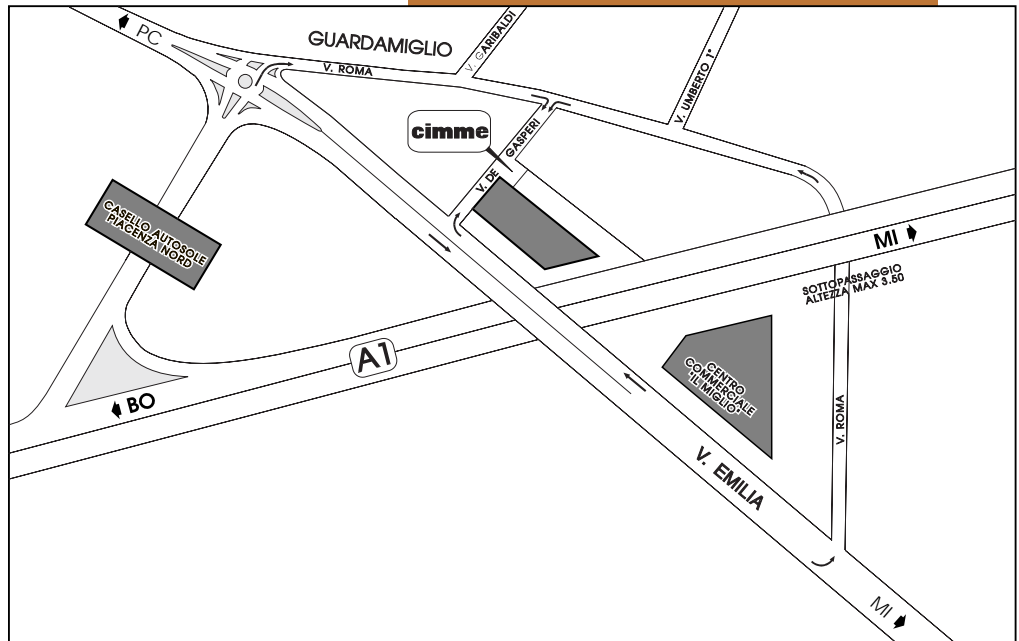 PC
GUARDAMIGLIO
V. GARIBALDI
V. ROMA
V. UMBERTO 1°
cimme
V. DE GASPERI
CASELLO AUTOSOLE
PIACENZA NORD
MI
SOTTOPASSAGGIO
ALTEZZA MAX 3.50
A1
CENTRO
COMMERCIALE
"IL MIGLIO"
BO
V. ROMA
V. EMILIA
MI